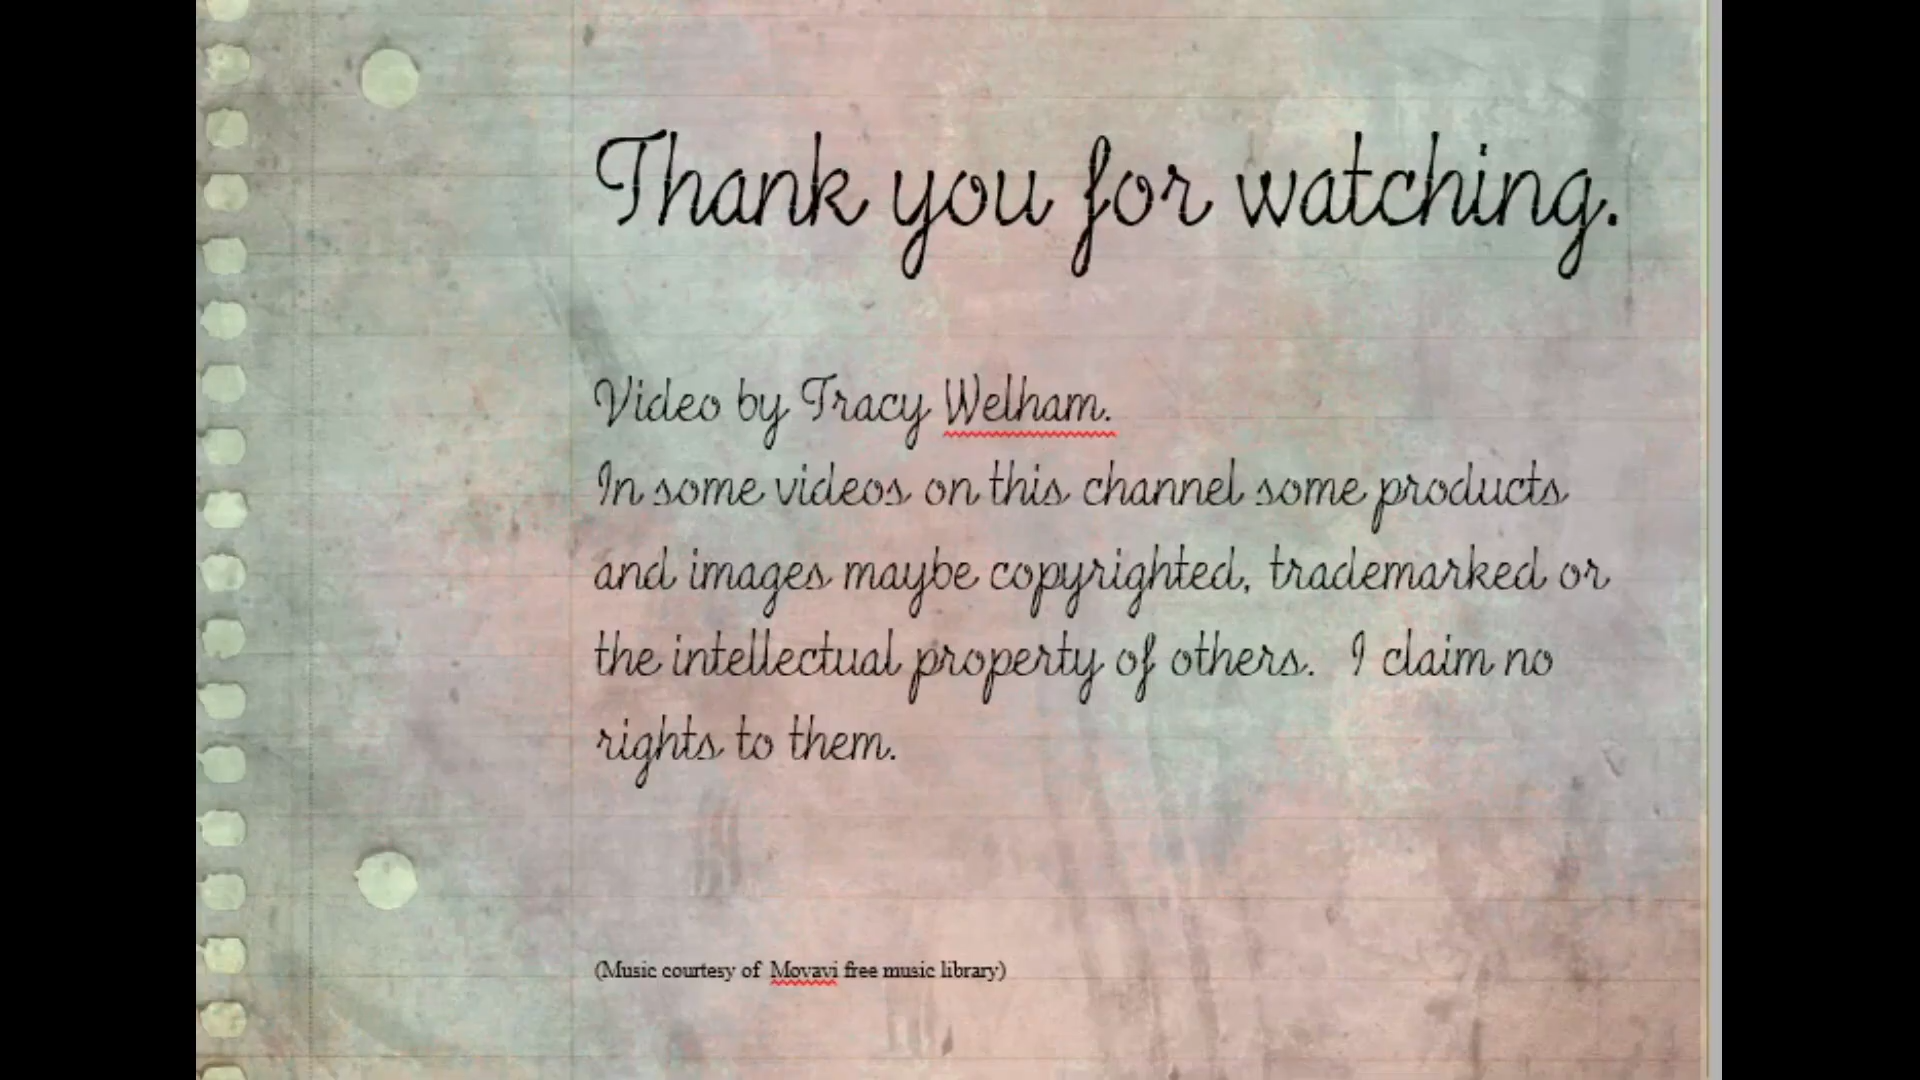 Thank you for watching.
Video by Tracy Welham.
In some videos on this channel some products
and images maybe copyrighted, trademarked or
the intellectual property of others.  I claim no
rights to them.
(Music courtesy of  Movavi free music library)